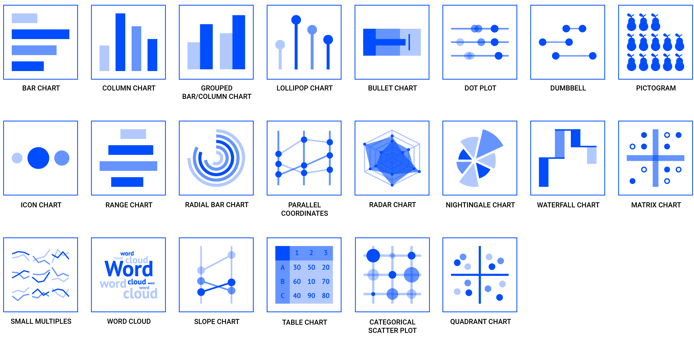 BAR CHART
COLUMN CHART
GROUPED
BAR/COLUMN CHART
LOLLIPOP CHART
BULLET CHART
DOT PLOT
DUMBBELL
PICTOGRAM
ICON CHART
RANGE CHART
RADIAL BAR CHART
PARALLEL
COORDINATES
RADAR CHART
NIGHTINGALE CHART
WATERFALL CHART
MATRIX CHART
word
cloud
Word
word cloud word
cloud
1 2 3
A 30 50 20
B 60 10 70
C 40 90 80
SMALL MULTIPLES
WORD CLOUD
SLOPE CHART
TABLE CHART
CATEGORICAL
SCATTER PLOT
QUADRANT CHART